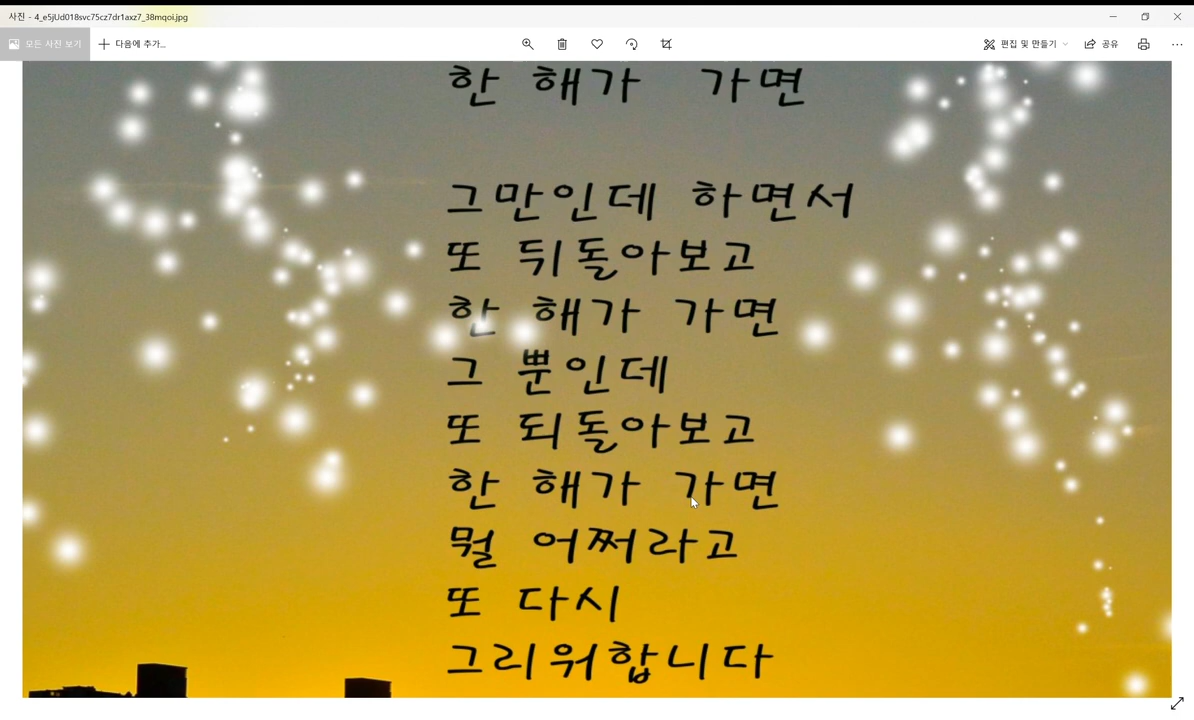 사진 - 4_e5jUd018svc75cz7dr1axz7_38mqoi.jpg
모든 사진 보기
다음에 추가...
편집 및 만들기
공유
한 해가 가면
그만인데 하면서
또 뒤돌아보고
한 해가 가면
그 뿐인데
또 되돌아보고
한 해가 가면
뭘 어쩌라고
또 다시
그리워합니다